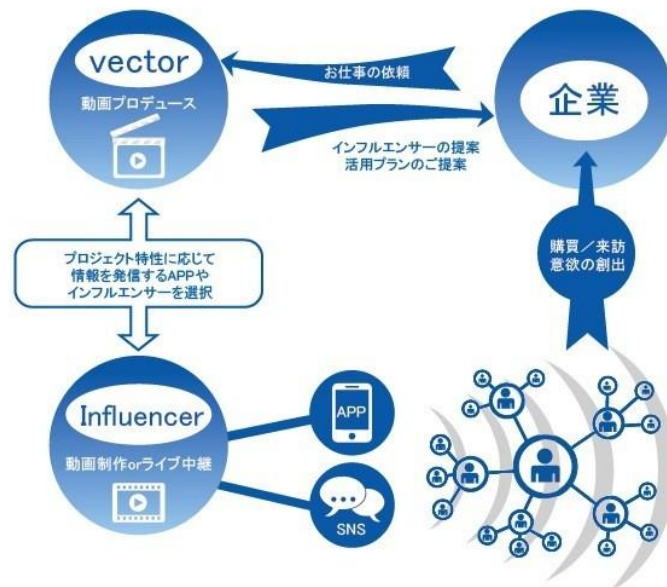 vector
動画プロデュース
お仕事の依頼
企業
インフルエンサーの提案
活用プランのご提案
プロジェクト特性に応じて
情報を発信するAPPや
インフルエンサーを選択
購買／来訪
意欲の創出
Influencer
動画制作orライブ中継
APP
SNS